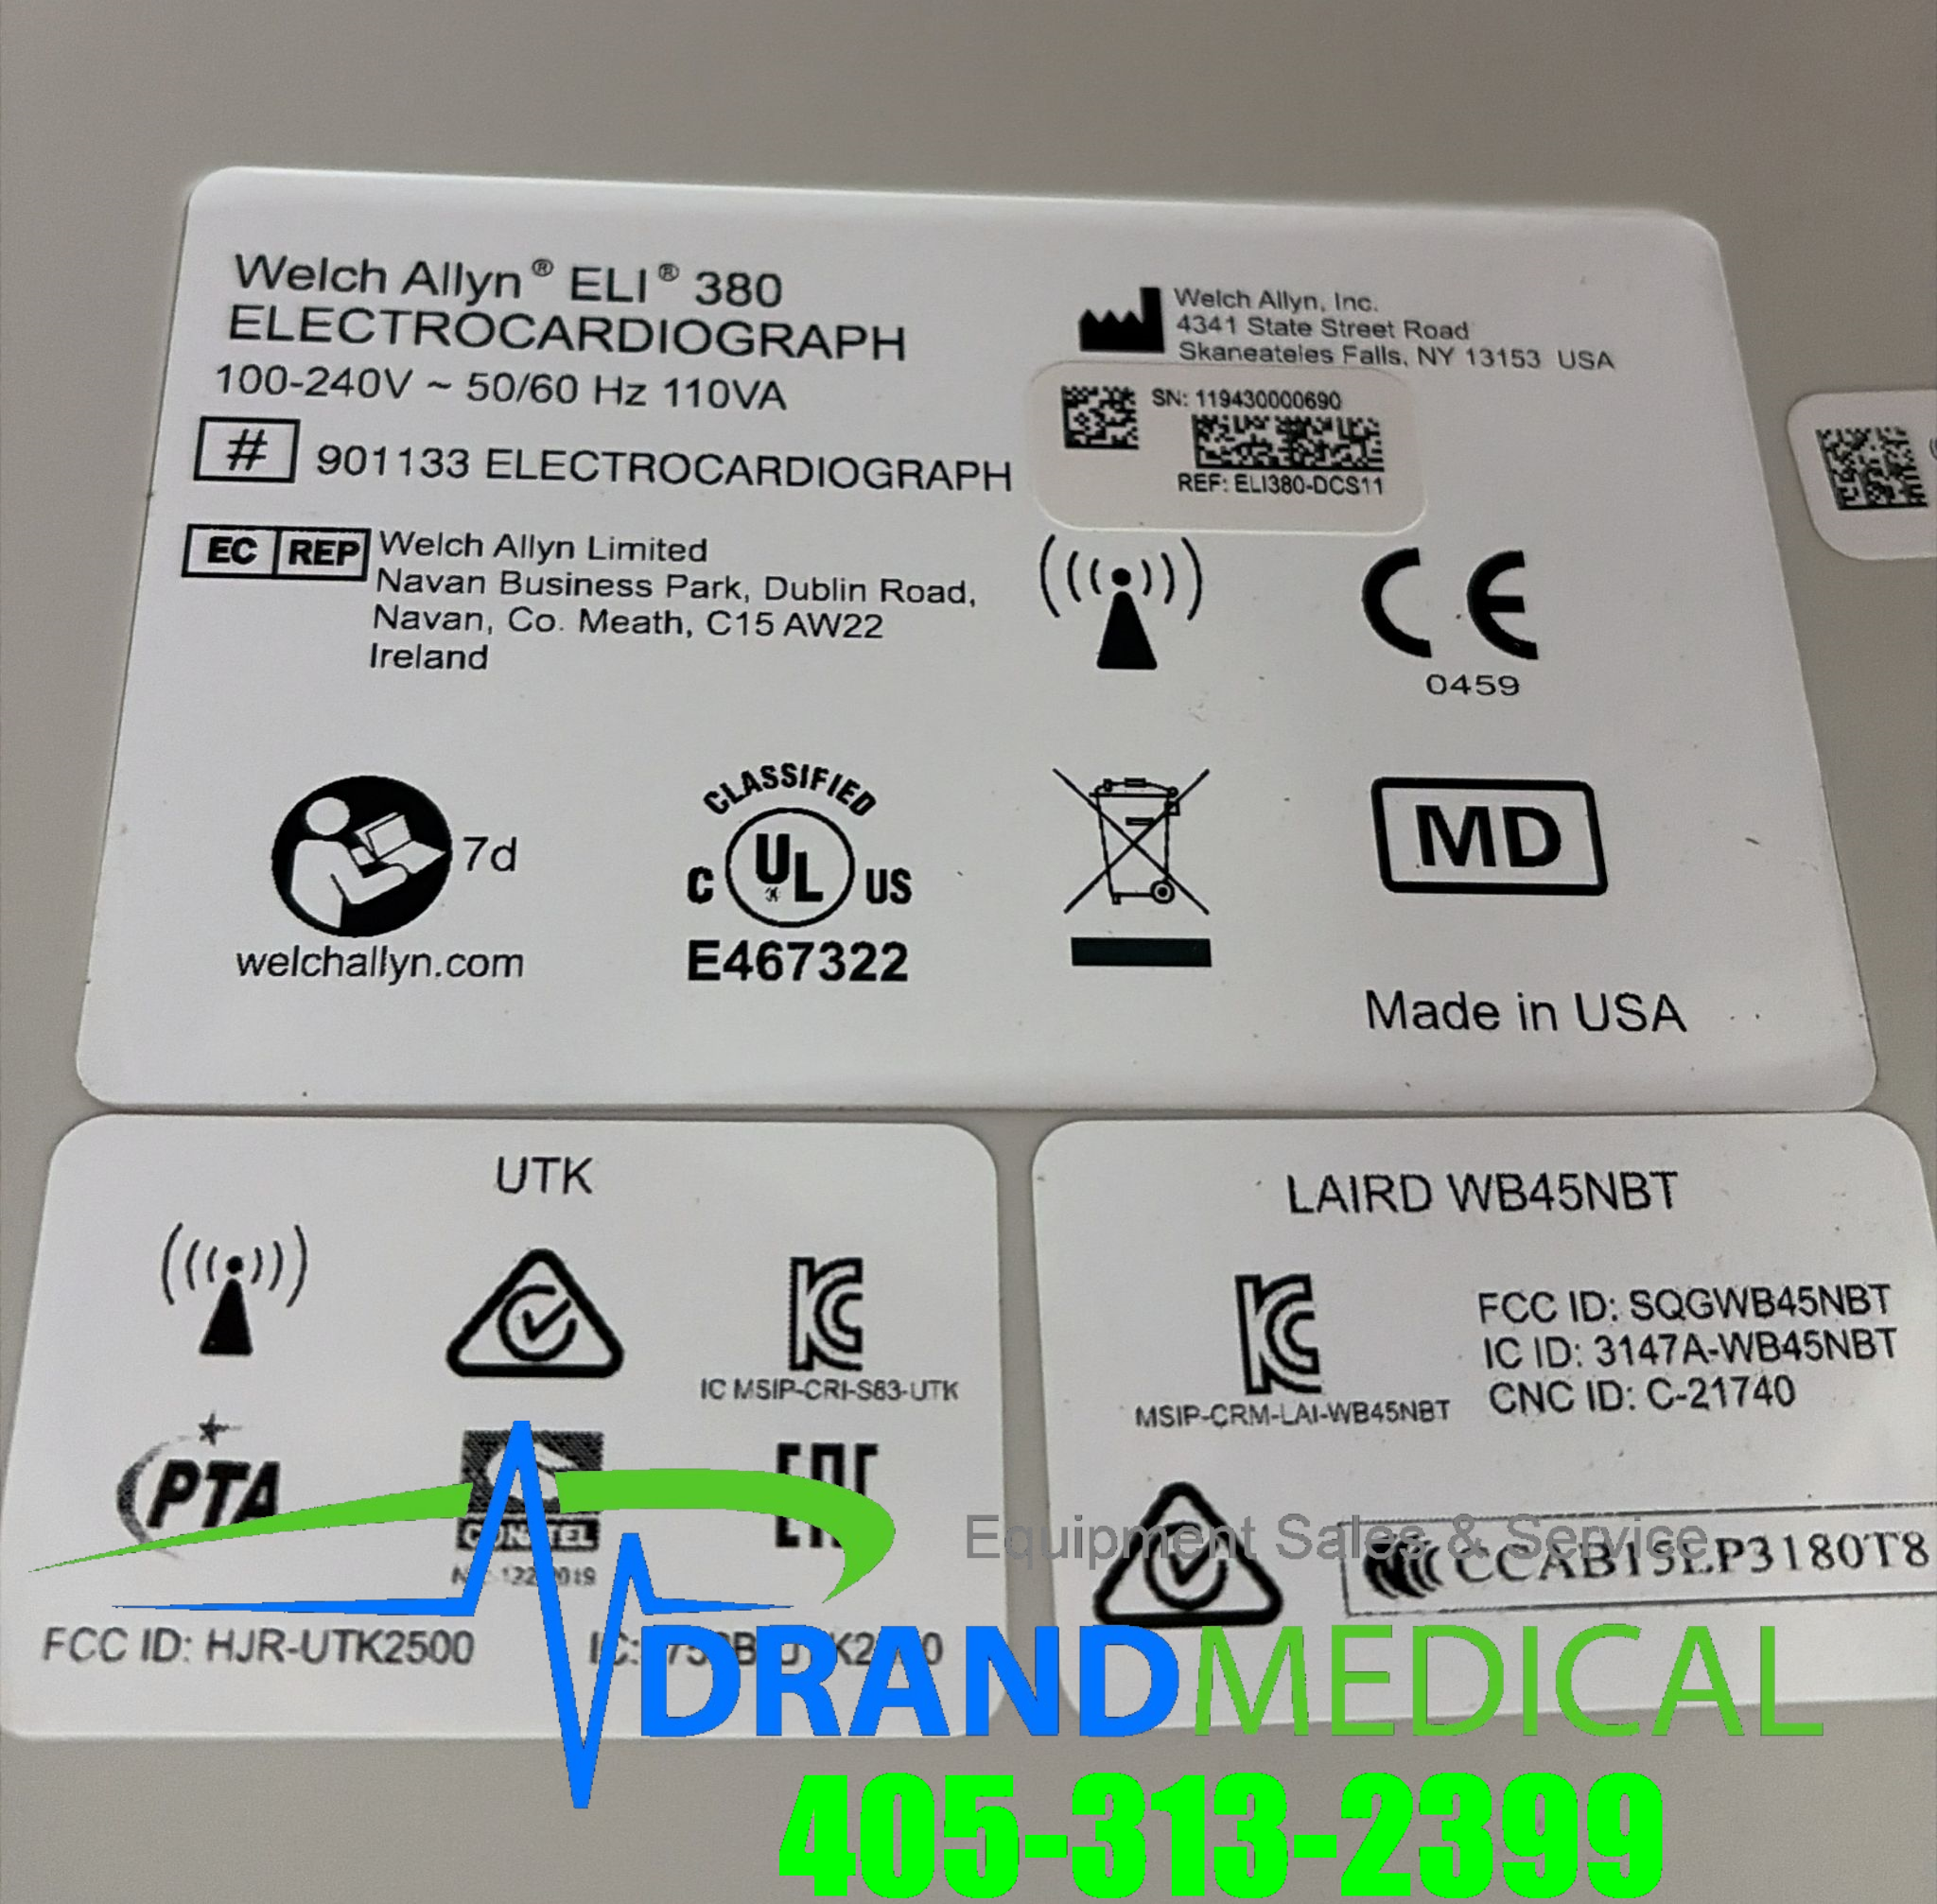 Welch Allyn® ELI® 380
ELECTROCARDIOGRAPH
100-240V ~ 50/60 Hz 110VA
# 901133 ELECTROCARDIOGRAPH
EC REP Welch Allyn Limited
Navan Business Park, Dublin Road,
Navan, Co. Meath, C15 AW22
Ireland
Welch Allyn, Inc.
4341 State Street Road
Skaneateles Falls, NY 13153 USA
SN: 119430000690
REF: ELI380-DCS11
CE
0459
7d
welchallyn.com
CLASSIFIED
C UL US
E467322
MD
Made in USA
UTK
IC MSIP-CRI-S63-UTK
PTA
FCC ID: HJR-UTK2500
IC:
LAIRD WB45NBT
MSIP-CRM-LAI-WB45NBT
FCC ID: SQGWB45NBT
IC ID: 3147A-WB45NBT
CNC ID: C-21740
CCAB15LP3180T8
Equipment Sales & Service
DRANDMEDICAL
405-313-2399